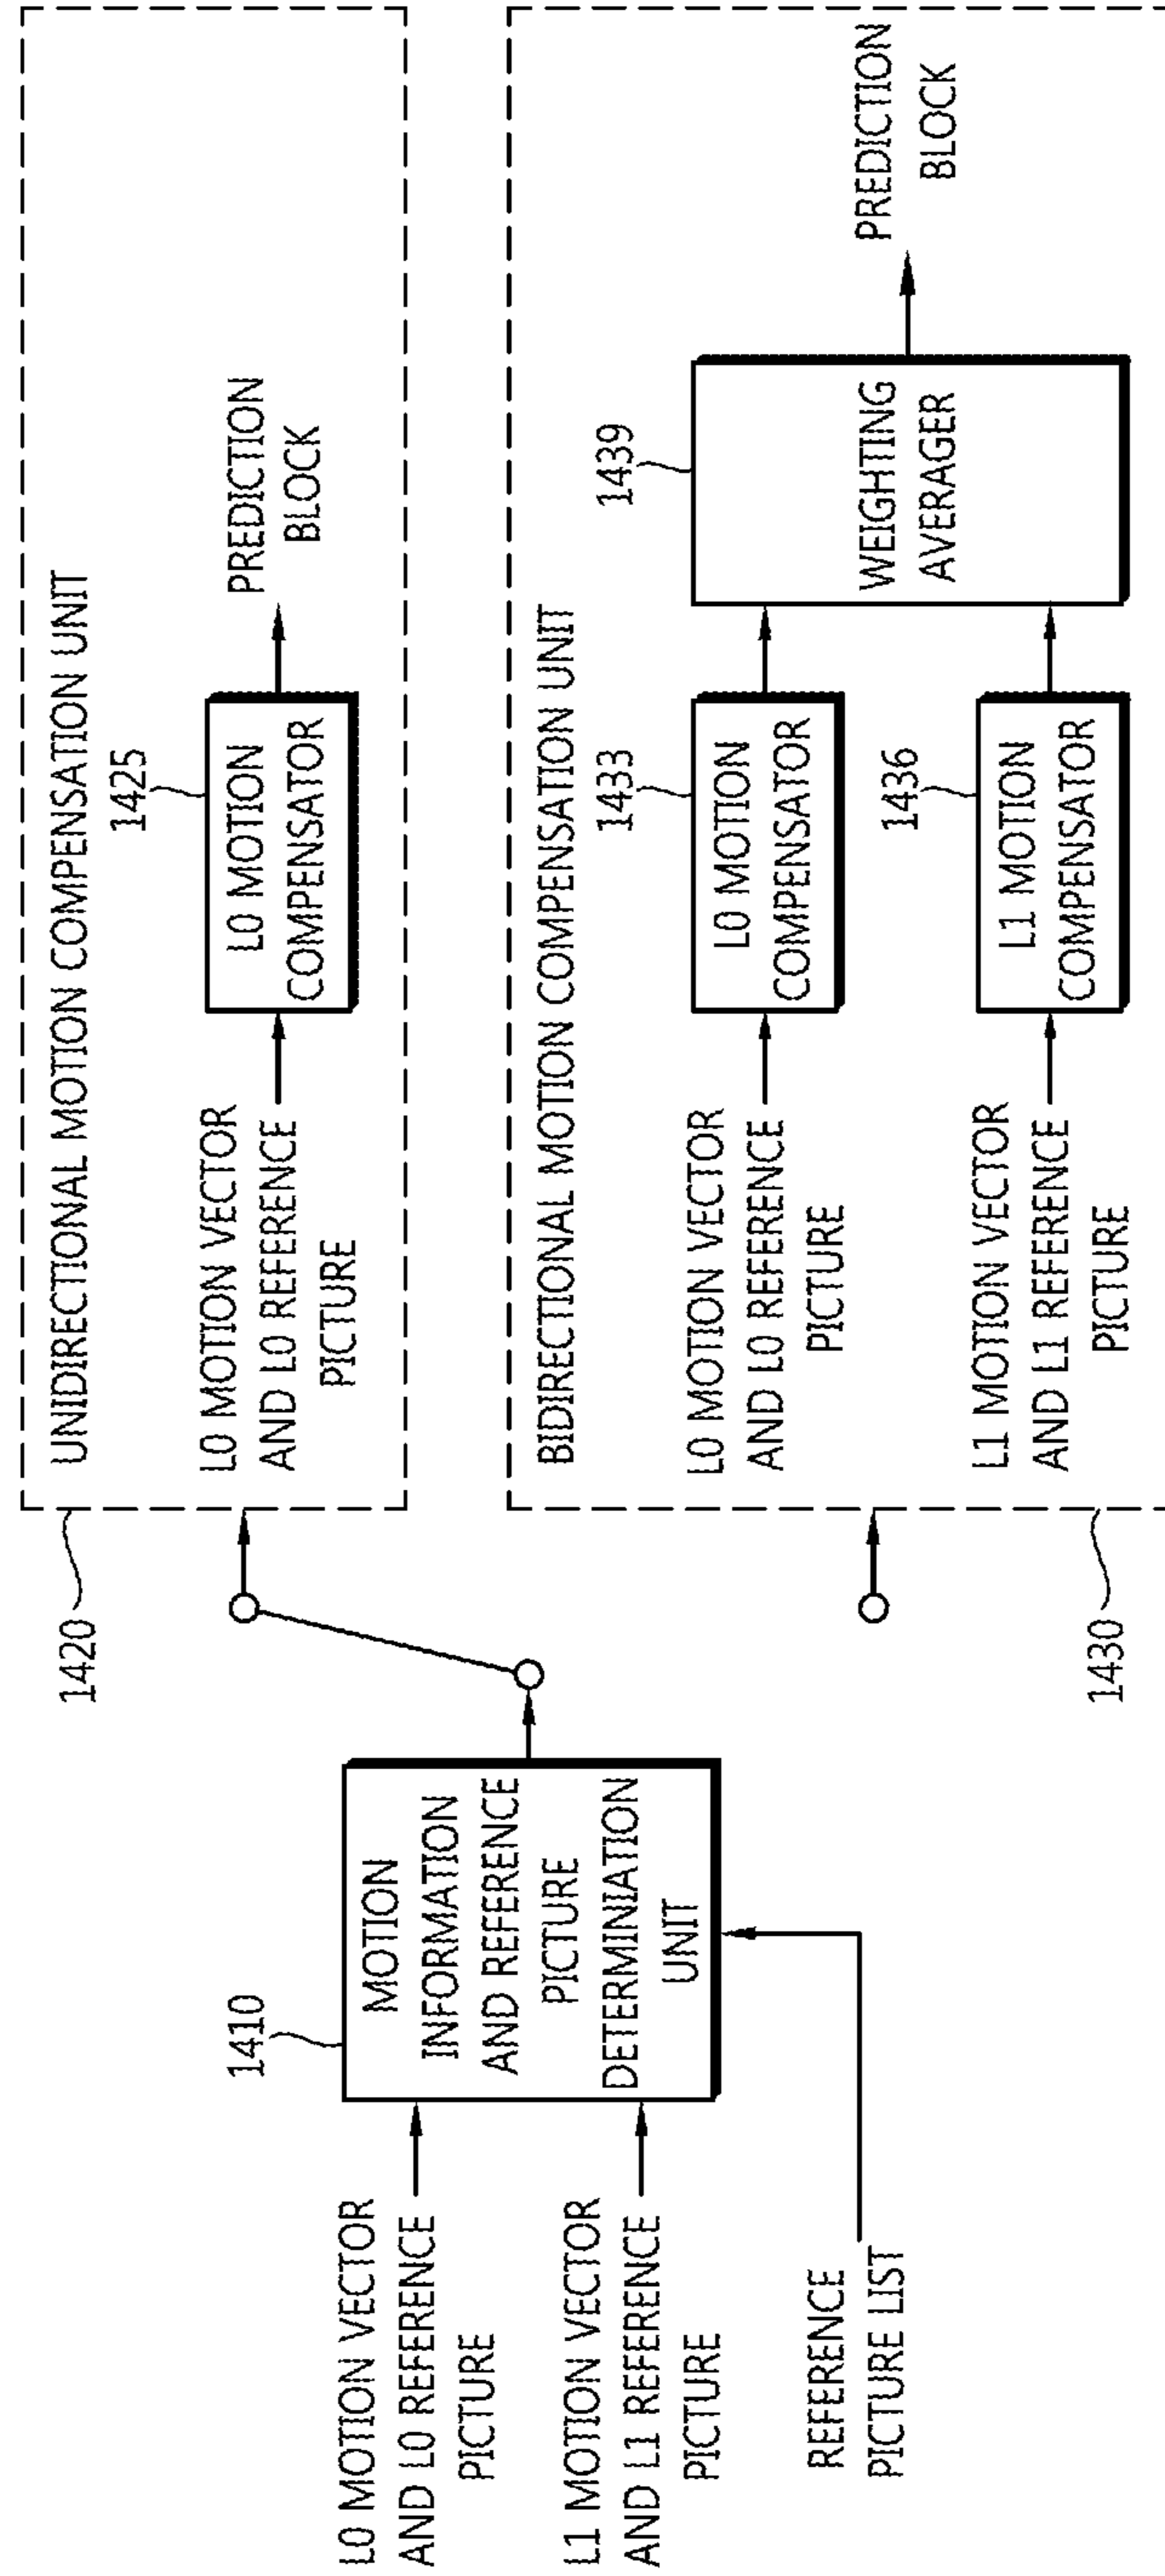 L0 MOTION VECTOR
AND L0 REFERENCE
PICTURE
L1 MOTION VECTOR
AND L1 REFERENCE
PICTURE
REFERENCE
PICTURE LIST
1410
MOTION
INFORMATION
AND REFERENCE
PICTURE
DETERMINIATION
UNIT
1420
UNIDIRECTIONAL MOTION COMPENSATION UNIT
L0 MOTION VECTOR
AND L0 REFERENCE
PICTURE
1425
L0 MOTION
COMPENSATOR
PREDICTION
BLOCK
1430
BIDIRECTIONAL MOTION COMPENSATION UNIT
L0 MOTION VECTOR
AND L0 REFERENCE
PICTURE
1433
L0 MOTION
COMPENSATOR
L1 MOTION VECTOR
AND L1 REFERENCE
PICTURE
1436
L1 MOTION
COMPENSATOR
1439
WEIGHTING
AVERAGER
PREDICTION
BLOCK